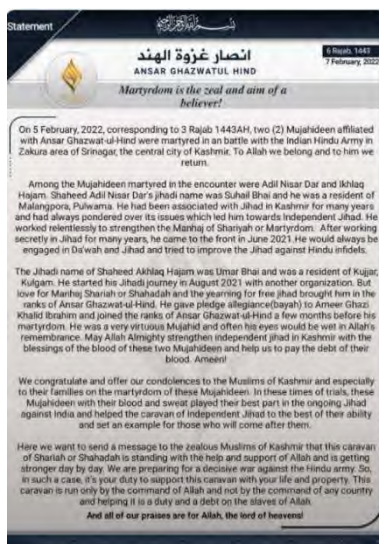 Statement
انصار غزوة الهند
6 Rajab, 1443
7 February, 2022
ANSAR GHAZWATUL HIND
Martyrdom is the zeal and aim of a
believer!
On 5 February, 2022, corresponding to 3 Rajab 1443AH, two (2) Mujahideen affiliated
with Ansar Ghazwat-ul-Hind were martyred in an battle with the Indian Hindu Army in
Zakura area of Srinagar, the central city of Kashmir. To Allah we belong and to him we
return.
Among the Mujahideen martyred in the encounter were Adil Nisar Dar and Ikhlaq
Hajam. Shaheed Adil Nisar Dar's jihadi name was Suhail Bhai and he was a resident of
Malangpora, Pulwama. He had been associated with Jihad in Kashmir for many years
and had always pondered over its issues which led him towards Independent Jihad. He
worked relentlessly to strengthen the Manhaj of Shariyah or Martyrdom. After working
secretly in Jihad for many years, he came to the front in June 2021.He would always be
engaged in Da'wah and Jihad and tried to improve the Jihad against Hindu infidels.
The Jihadi name of Shaheed Akhlaq Hajam was Umar Bhai and was a resident of Kujjar,
Kulgam. He started his Jihadi journey in August 2021 with another organization. But
love for Manhaj Shariah or Shahadah and the yearning for free jihad brought him in the
ranks of Ansar Ghazwat-ul-Hind. He gave pledge allegiance(bayah) to Ameer Ghazi
Khalid Ibrahim and joined the ranks of Ansar Ghazwat-ul-Hind a few months before his
martyrdom. He was a very virtuous Mujahid and often his eyes would be wet in Allah's
remembrance. May Allah Almighty strengthen independent jihad in Kashmir with the
blessings of the blood of these two Mujahideen and help us to pay the debt of their
blood. Ameen!
We congratulate and offer our condolences to the Muslims of Kashmir and especially
to their families on the martyrdom of these Mujahideen. In these times of trials, these
Mujahideen with their blood and sweat played their best part in the ongoing Jihad
against India and helped the caravan of Independent Jihad to the best of their ability
and set an example for those who will come after them.
Here we want to send a message to the zealous Muslims of Kashmir that this caravan
of Shariah or Shahadah is standing with the help and support of Allah and is getting
stronger day by day. We are preparing for a decisive war against the Hindu army. So,
in such a case, it's your duty to support this caravan with your life and property. This
caravan is run only by the command of Allah and not by the command of any country
and helping it is a duty and a debt on the slaves of Allah.
And all of our praises are for Allah, the lord of heavens!